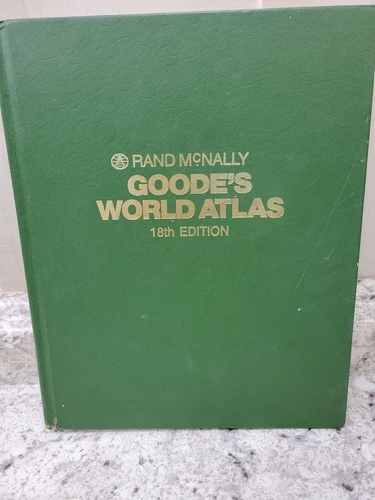 RAND McNALLY
GOODE'S
WORLD ATLAS
18th EDITION